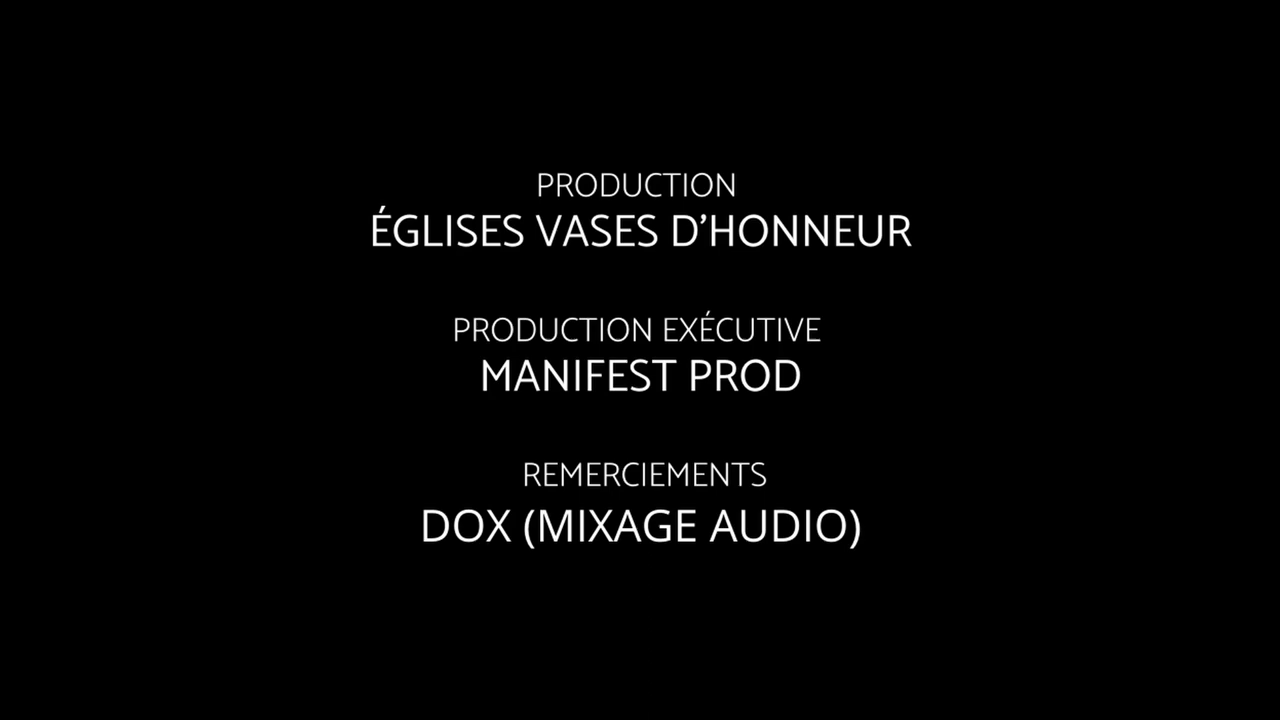 PRODUCTION
ÉGLISES VASES D’HONNEUR
PRODUCTION EXÉCUTIVE
MANIFEST PROD
REMERCIEMENTS
DOX (MIXAGE AUDIO)